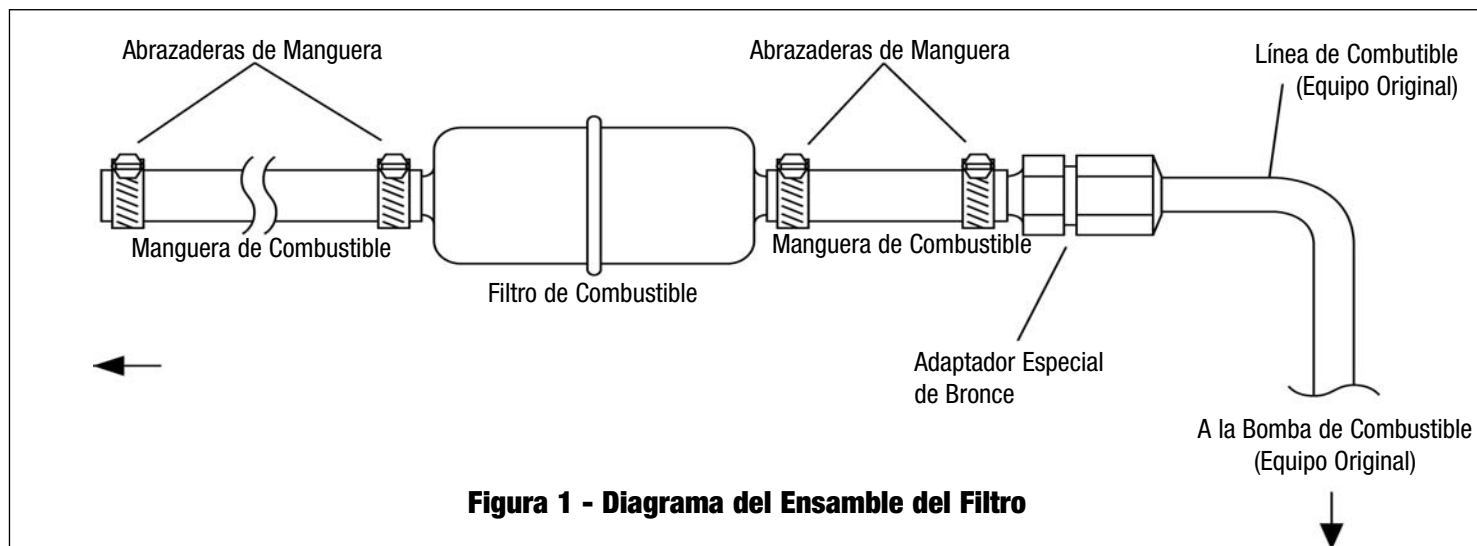 Abrazaderas de Manguera
Abrazaderas de Manguera
Línea de Combutible
(Equipo Original)
Manguera de Combustible
Manguera de Combustible
Filtro de Combustible
Adaptador Especial
de Bronce
A la Bomba de Combustible
(Equipo Original)
Figura 1 - Diagrama del Ensamble del Filtro